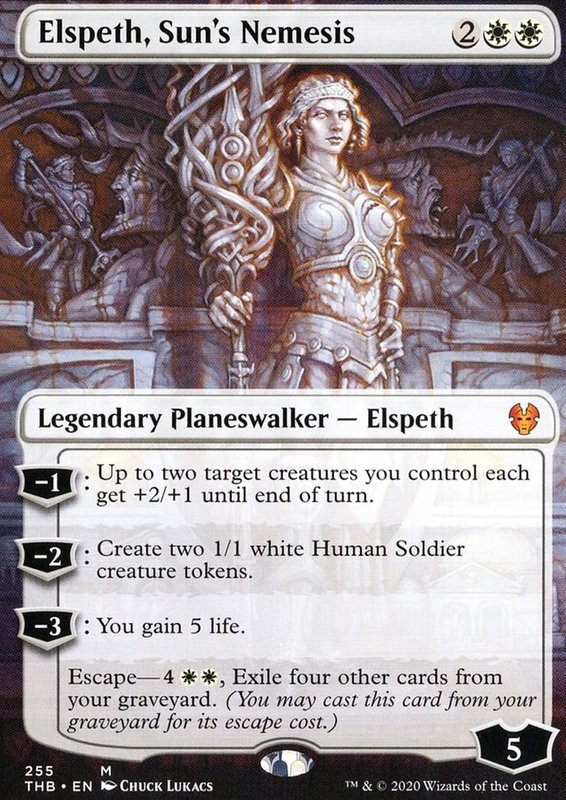 Elspeth, Sun's Nemesis 2
Legendary Planeswalker — Elspeth
−1 : Up to two target creatures you control each
get +2/+1 until end of turn.
−2 : Create two 1/1 white Human Soldier
creature tokens.
−3 : You gain 5 life.
Escape—4, Exile four other cards from
your graveyard. (You may cast this card from your
graveyard for its escape cost.)
5
255 M
THB • EN CHUCK LUKACS
™ & © 2020 Wizards of the Coast